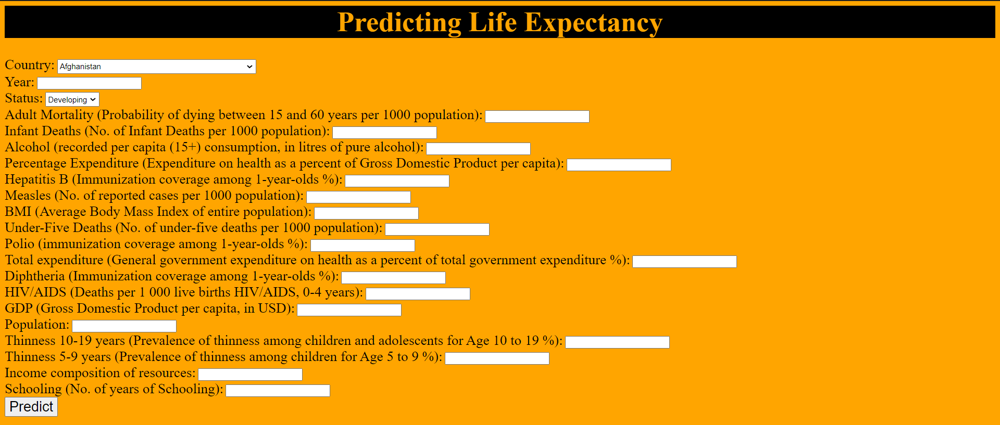 Predicting Life Expectancy
Country: Afghanistan
Year:
Status: Developing
Adult Mortality (Probability of dying between 15 and 60 years per 1000 population):
Infant Deaths (No. of Infant Deaths per 1000 population):
Alcohol (recorded per capita (15+) consumption, in litres of pure alcohol):
Percentage Expenditure (Expenditure on health as a percent of Gross Domestic Product per capita):
Hepatitis B (Immunization coverage among 1-year-olds %):
Measles (No. of reported cases per 1000 population):
BMI (Average Body Mass Index of entire population):
Under-Five Deaths (No. of under-five deaths per 1000 population):
Polio (immunization coverage among 1-year-olds %):
Total expenditure (General government expenditure on health as a percent of total government expenditure %):
Diphtheria (Immunization coverage among 1-year-olds %):
HIV/AIDS (Deaths per 1 000 live births HIV/AIDS, 0-4 years):
GDP (Gross Domestic Product per capita, in USD):
Population:
Thinness 10-19 years (Prevalence of thinness among children and adolescents for Age 10 to 19 %):
Thinness 5-9 years (Prevalence of thinness among children for Age 5 to 9 %):
Income composition of resources:
Schooling (No. of years of Schooling):
Predict